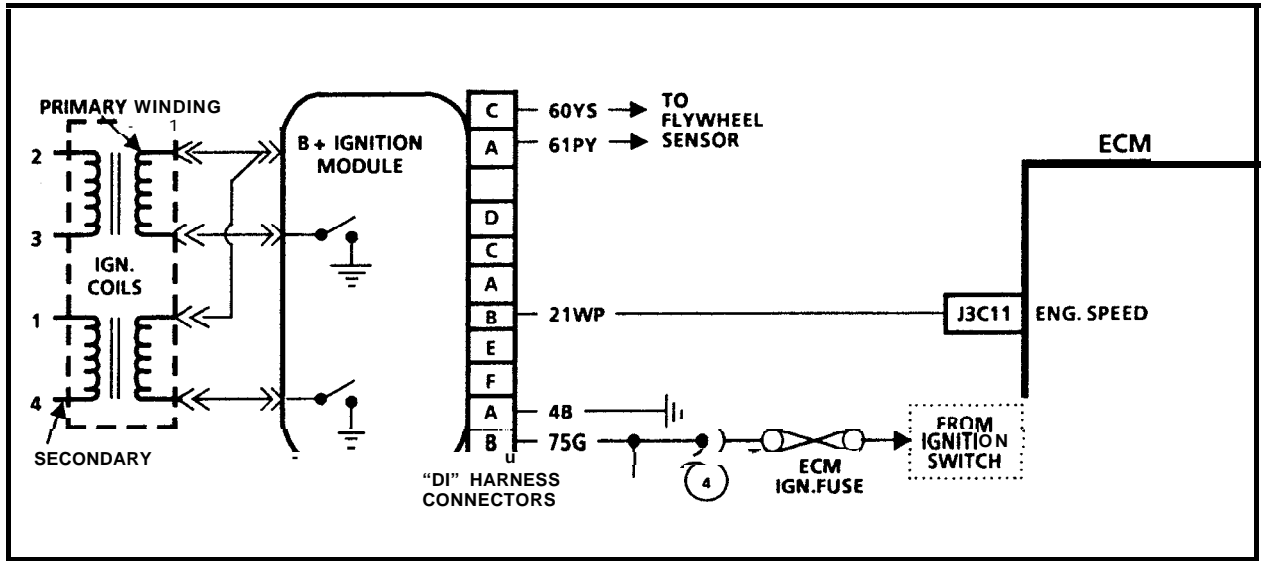 PRIMARY WINDING
2
3
IGN.
COILS
1
4
SECONDARY
B + IGNITION
MODULE
C
A
D
C
A
B
E
F
A
B
60YS
61PY
TO
FLYWHEEL
SENSOR
21WP
4B
75G
"DI" HARNESS
CONNECTORS
4
ECM
IGN.FUSE
ECM
J3C11
ENG. SPEED
FROM
IGNITION
SWITCH